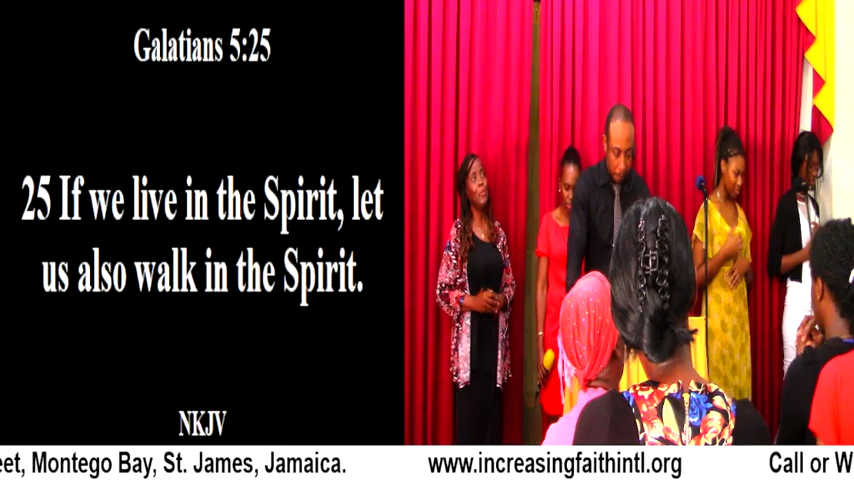 Galatians 5:25
25 If we live in the Spirit, let
us also walk in the Spirit.
NKJV
Montego Bay, St. James, Jamaica. www.increasingfaithintl.org Call or